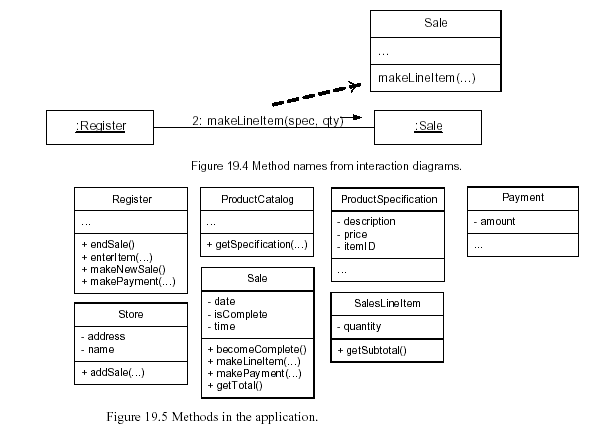 Sale
...
makeLineItem(...)
:Register
2: makeLineItem(spec, qty)
:Sale
Figure 19.4 Method names from interaction diagrams.
Register
...
+ endSale()
+ enterItem(...)
+ makeNewSale()
+ makePayment(...)
ProductCatalog
...
+ getSpecification(...)
ProductSpecification
- description
- price
- itemID
...
Payment
- amount
...
Store
- address
- name
+ addSale(...)
Sale
- date
- isComplete
- time
+ becomeComplete()
+ makeLineItem(...)
+ makePayment(...)
+ getTotal()
SalesLineItem
- quantity
+ getSubtotal()
Figure 19.5 Methods in the application.